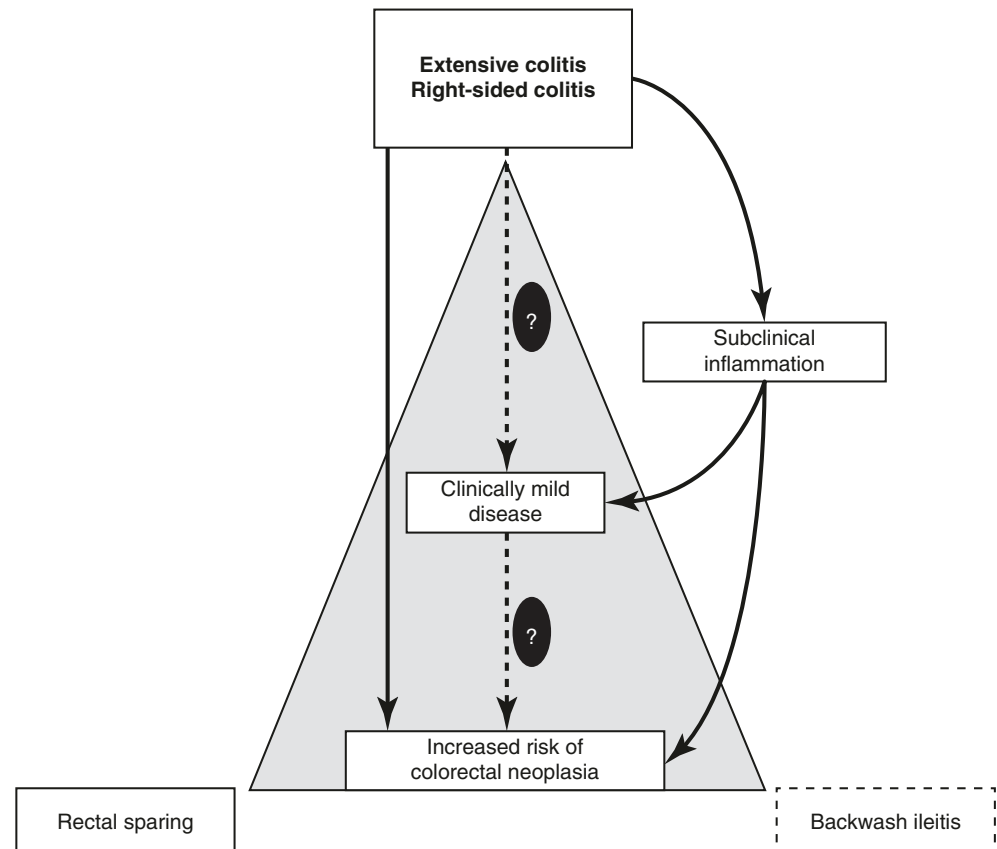 Extensive colitis
Right-sided colitis
?
Subclinical
inflammation
Clinically mild
disease
?
Increased risk of
colorectal neoplasia
Rectal sparing
Backwash ileitis